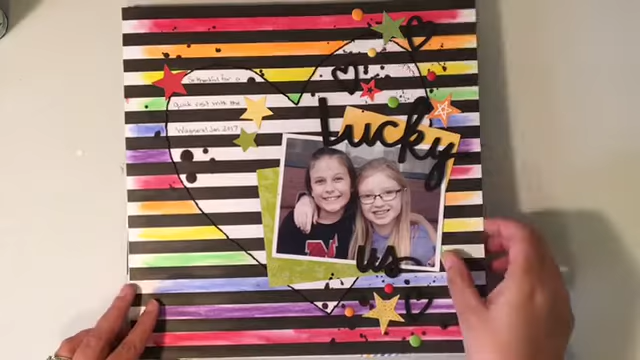 So thankful for a
quick visit with the
Wagners! Jan. 2017
Lucky
us
N